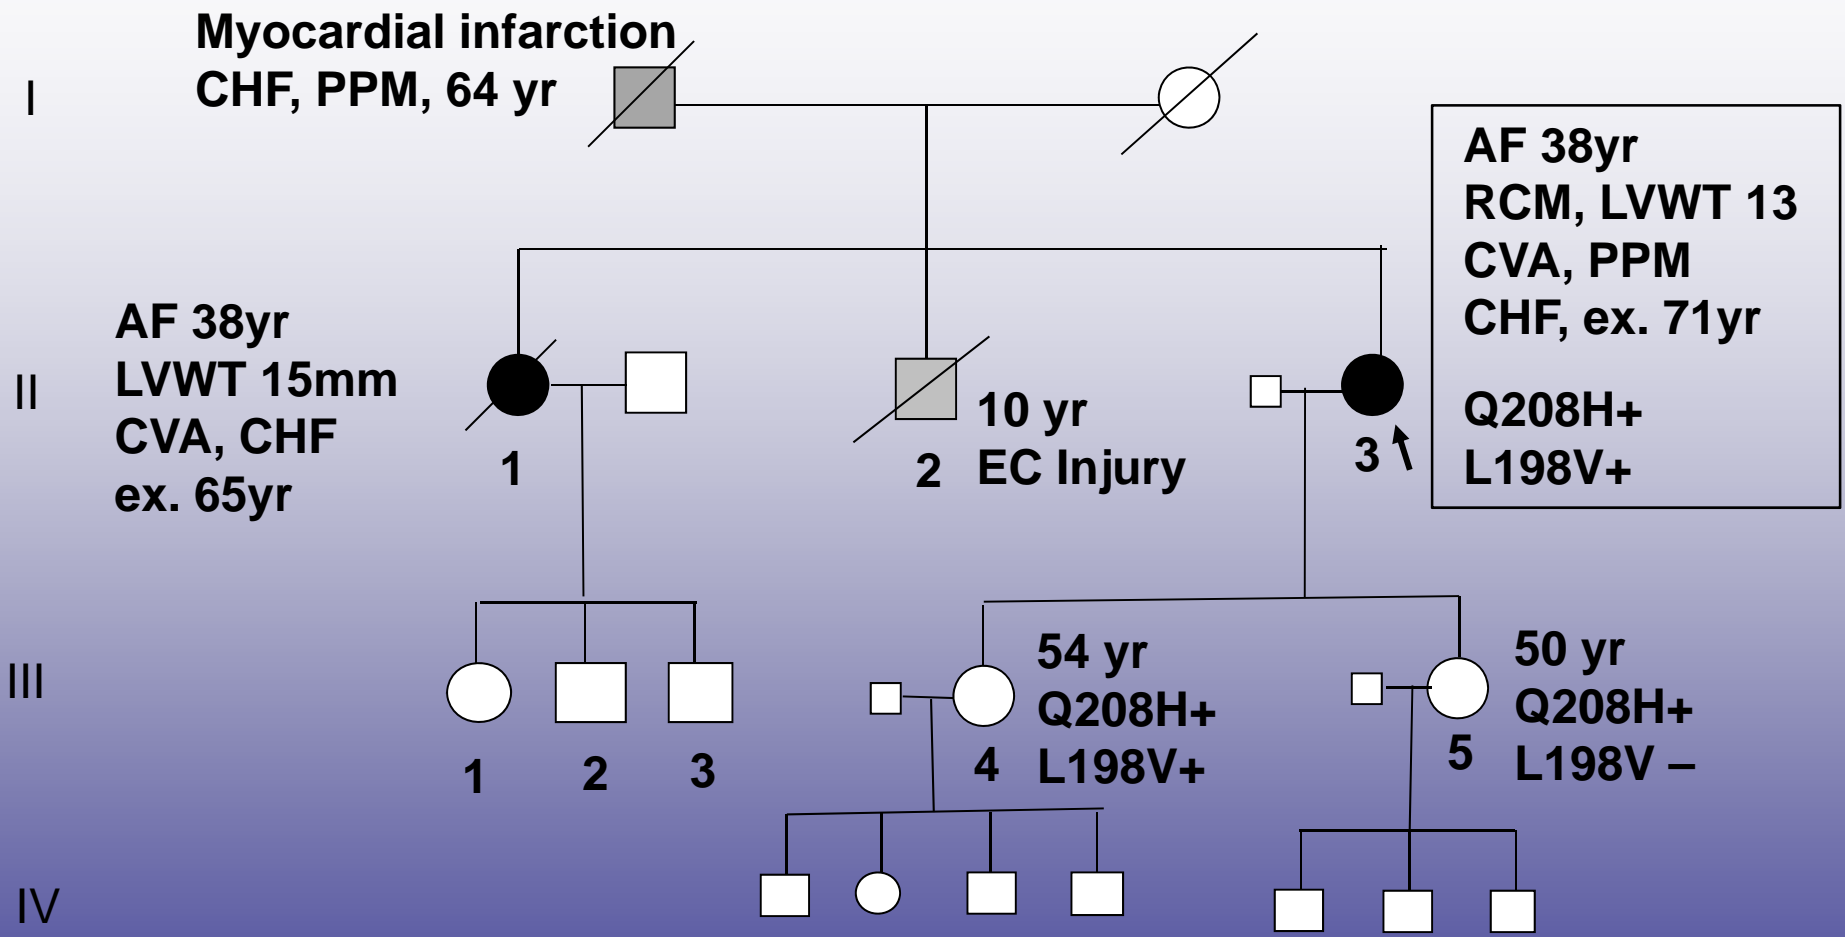 Myocardial infarction
CHF, PPM, 64 yr
I
AF 38yr
RCM, LVWT 13
CVA, PPM
CHF, ex. 71yr
Q208H+
L198V+
AF 38yr
LVWT 15mm
CVA, CHF
ex. 65yr
II
1
10 yr
EC Injury
2
3
III
1
2
3
54 yr
Q208H+
L198V+
4
50 yr
Q208H+
L198V –
5
IV